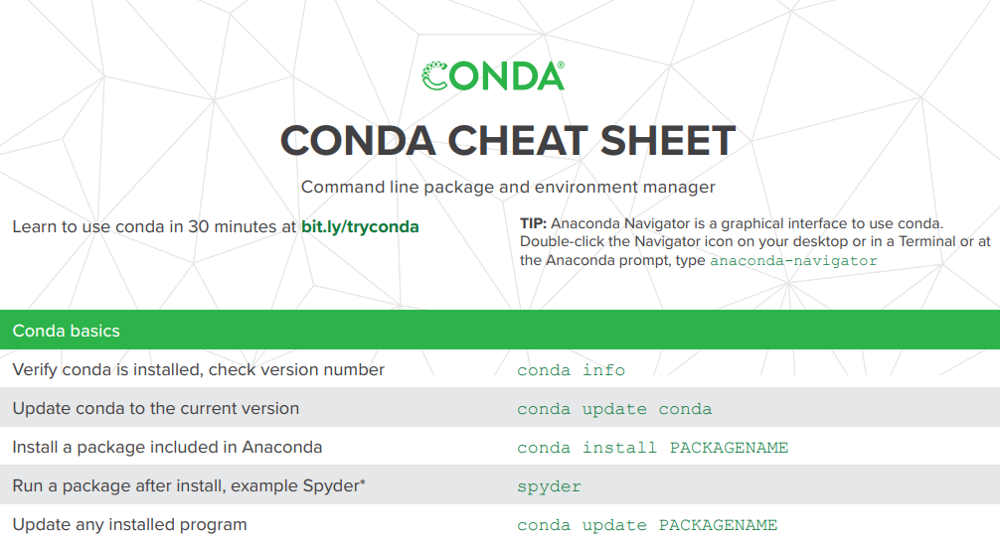 CONDA®
CONDA CHEAT SHEET
Command line package and environment manager
Learn to use conda in 30 minutes at bit.ly/tryconda
TIP: Anaconda Navigator is a graphical interface to use conda.
Double-click the Navigator icon on your desktop or in a Terminal or at
the Anaconda prompt, type anaconda-navigator
Conda basics
Verify conda is installed, check version number conda info
Update conda to the current version conda update conda
Install a package included in Anaconda conda install PACKAGENAME
Run a package after install, example Spyder* spyder
Update any installed program conda update PACKAGENAME